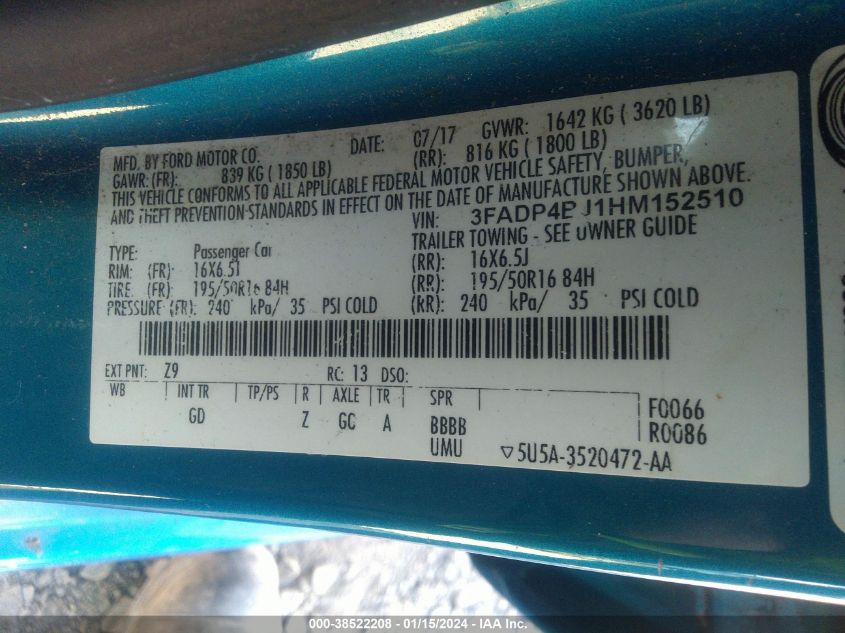 MFD. BY FORD MOTOR CO. DATE: 07/17 GVWR: 1642 KG ( 3620 LB)
GAWR: (FR): 839 KG ( 1850 LB) (RR): 816 KG ( 1800 LB)
THIS VEHICLE CONFORMS TO ALL APPLICABLE FEDERAL MOTOR VEHICLE SAFETY, BUMPER,
AND THEFT PREVENTION STANDARDS IN EFFECT ON THE DATE OF MANUFACTURE SHOWN ABOVE.
VIN: 3FADP4BJ1HM152510
TYPE: Passenger Car TRAILER TOWING - SEE OWNER GUIDE
RIM: (FR): 16X6.5J (RR): 16X6.5J
TIRE: (FR): 195/50R16 84H (RR): 195/50R16 84H
PRESSURE (FR): 240 kPa/ 35 PSI COLD (RR): 240 kPa/ 35 PSI COLD
EXT PNT: Z9 RC: 13 DSO:
WB INT TR TP/PS R AXLE TR SPR
GD Z GC A BBBB F0066
UMU R0086
▽5U5A-3520472-AA
000-38522208 - 01/15/2024 - IAA Inc.